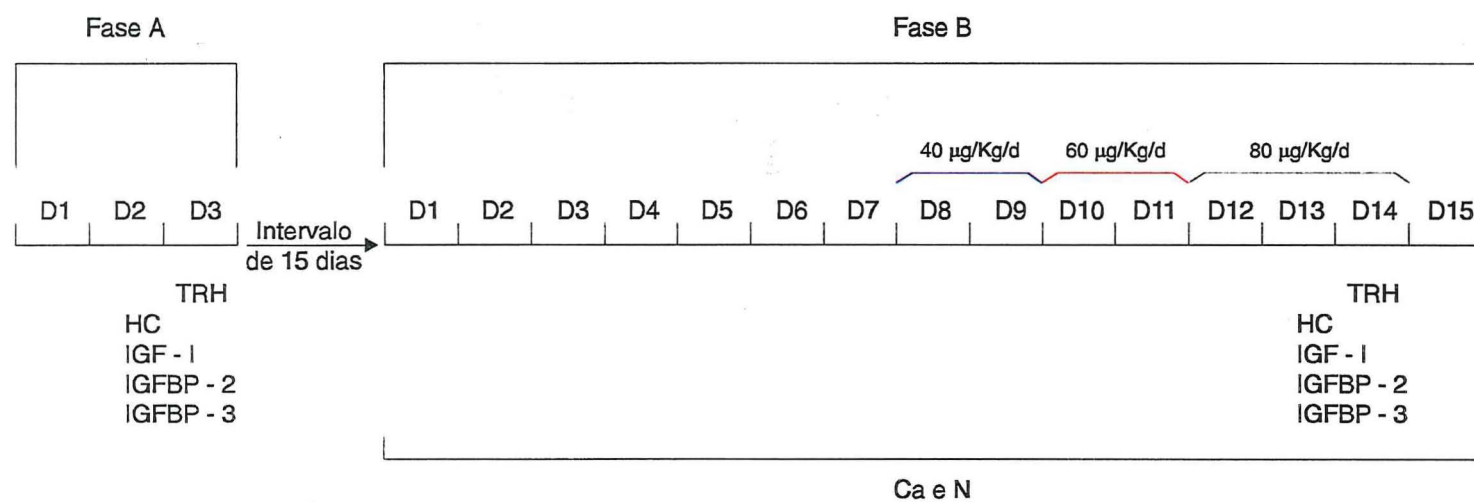 Fase A
Fase B
40 µg/Kg/d 60 µg/Kg/d 80 µg/Kg/d
D1 D2 D3
Intervalo
de 15 dias
D1 D2 D3 D4 D5 D6 D7 D8 D9 D10 D11 D12 D13 D14 D15
TRH
HC
IGF - I
IGFBP - 2
IGFBP - 3
TRH
HC
IGF - I
IGFBP - 2
IGFBP - 3
Ca e N